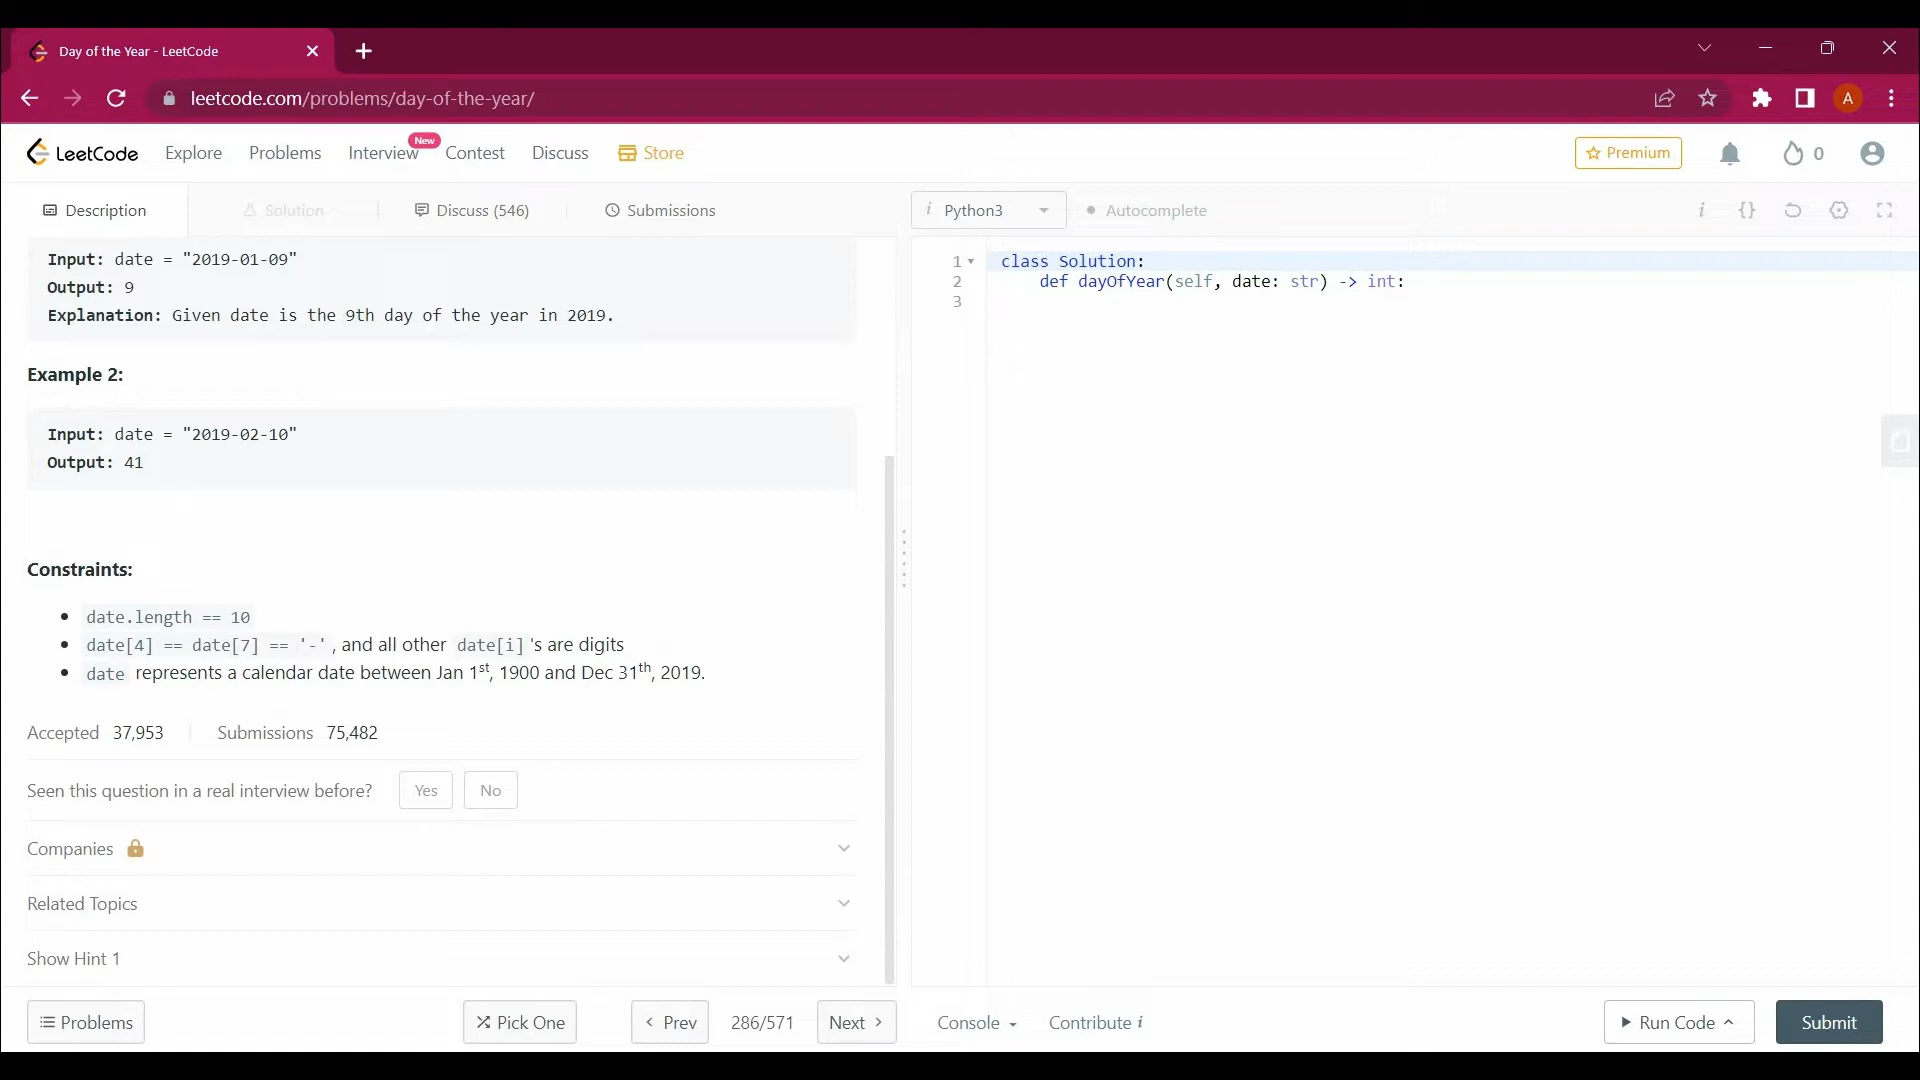 Day of the Year - LeetCode
leetcode.com/problems/day-of-the-year/
A
LeetCode Explore Problems Interview New Contest Discuss Store Premium 0
Description Solution Discuss (546) Submissions
i Python3 Autocomplete i {}
Input: date = "2019-01-09"
Output: 9
Explanation: Given date is the 9th day of the year in 2019.
Example 2:
Input: date = "2019-02-10"
Output: 41
Constraints:
date.length == 10
date[4] == date[7] == '-', and all other date[i]'s are digits
date represents a calendar date between Jan 1st, 1900 and Dec 31th, 2019.
Accepted 37,953 Submissions 75,482
Seen this question in a real interview before? Yes No
Companies
Related Topics
Show Hint 1
Problems Pick One Prev 286/571 Next
1 class Solution:
2 def dayOfYear(self, date: str) -> int:
3
Console Contribute i Run Code Submit